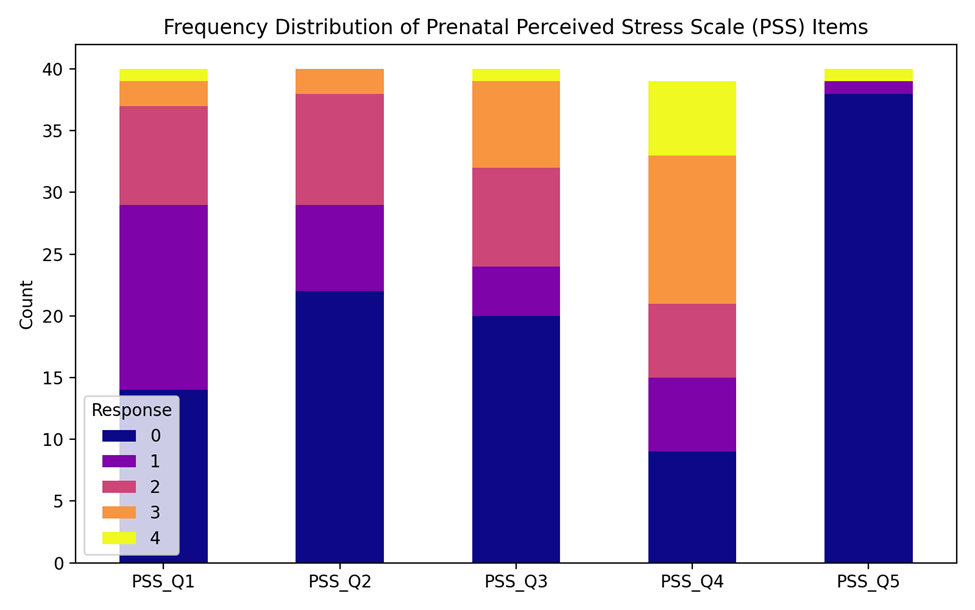 Frequency Distribution of Prenatal Perceived Stress Scale (PSS) Items
Count
40
35
30
25
20
15
10
5
0
Response
0
1
2
3
4
PSS_Q1
PSS_Q2
PSS_Q3
PSS_Q4
PSS_Q5